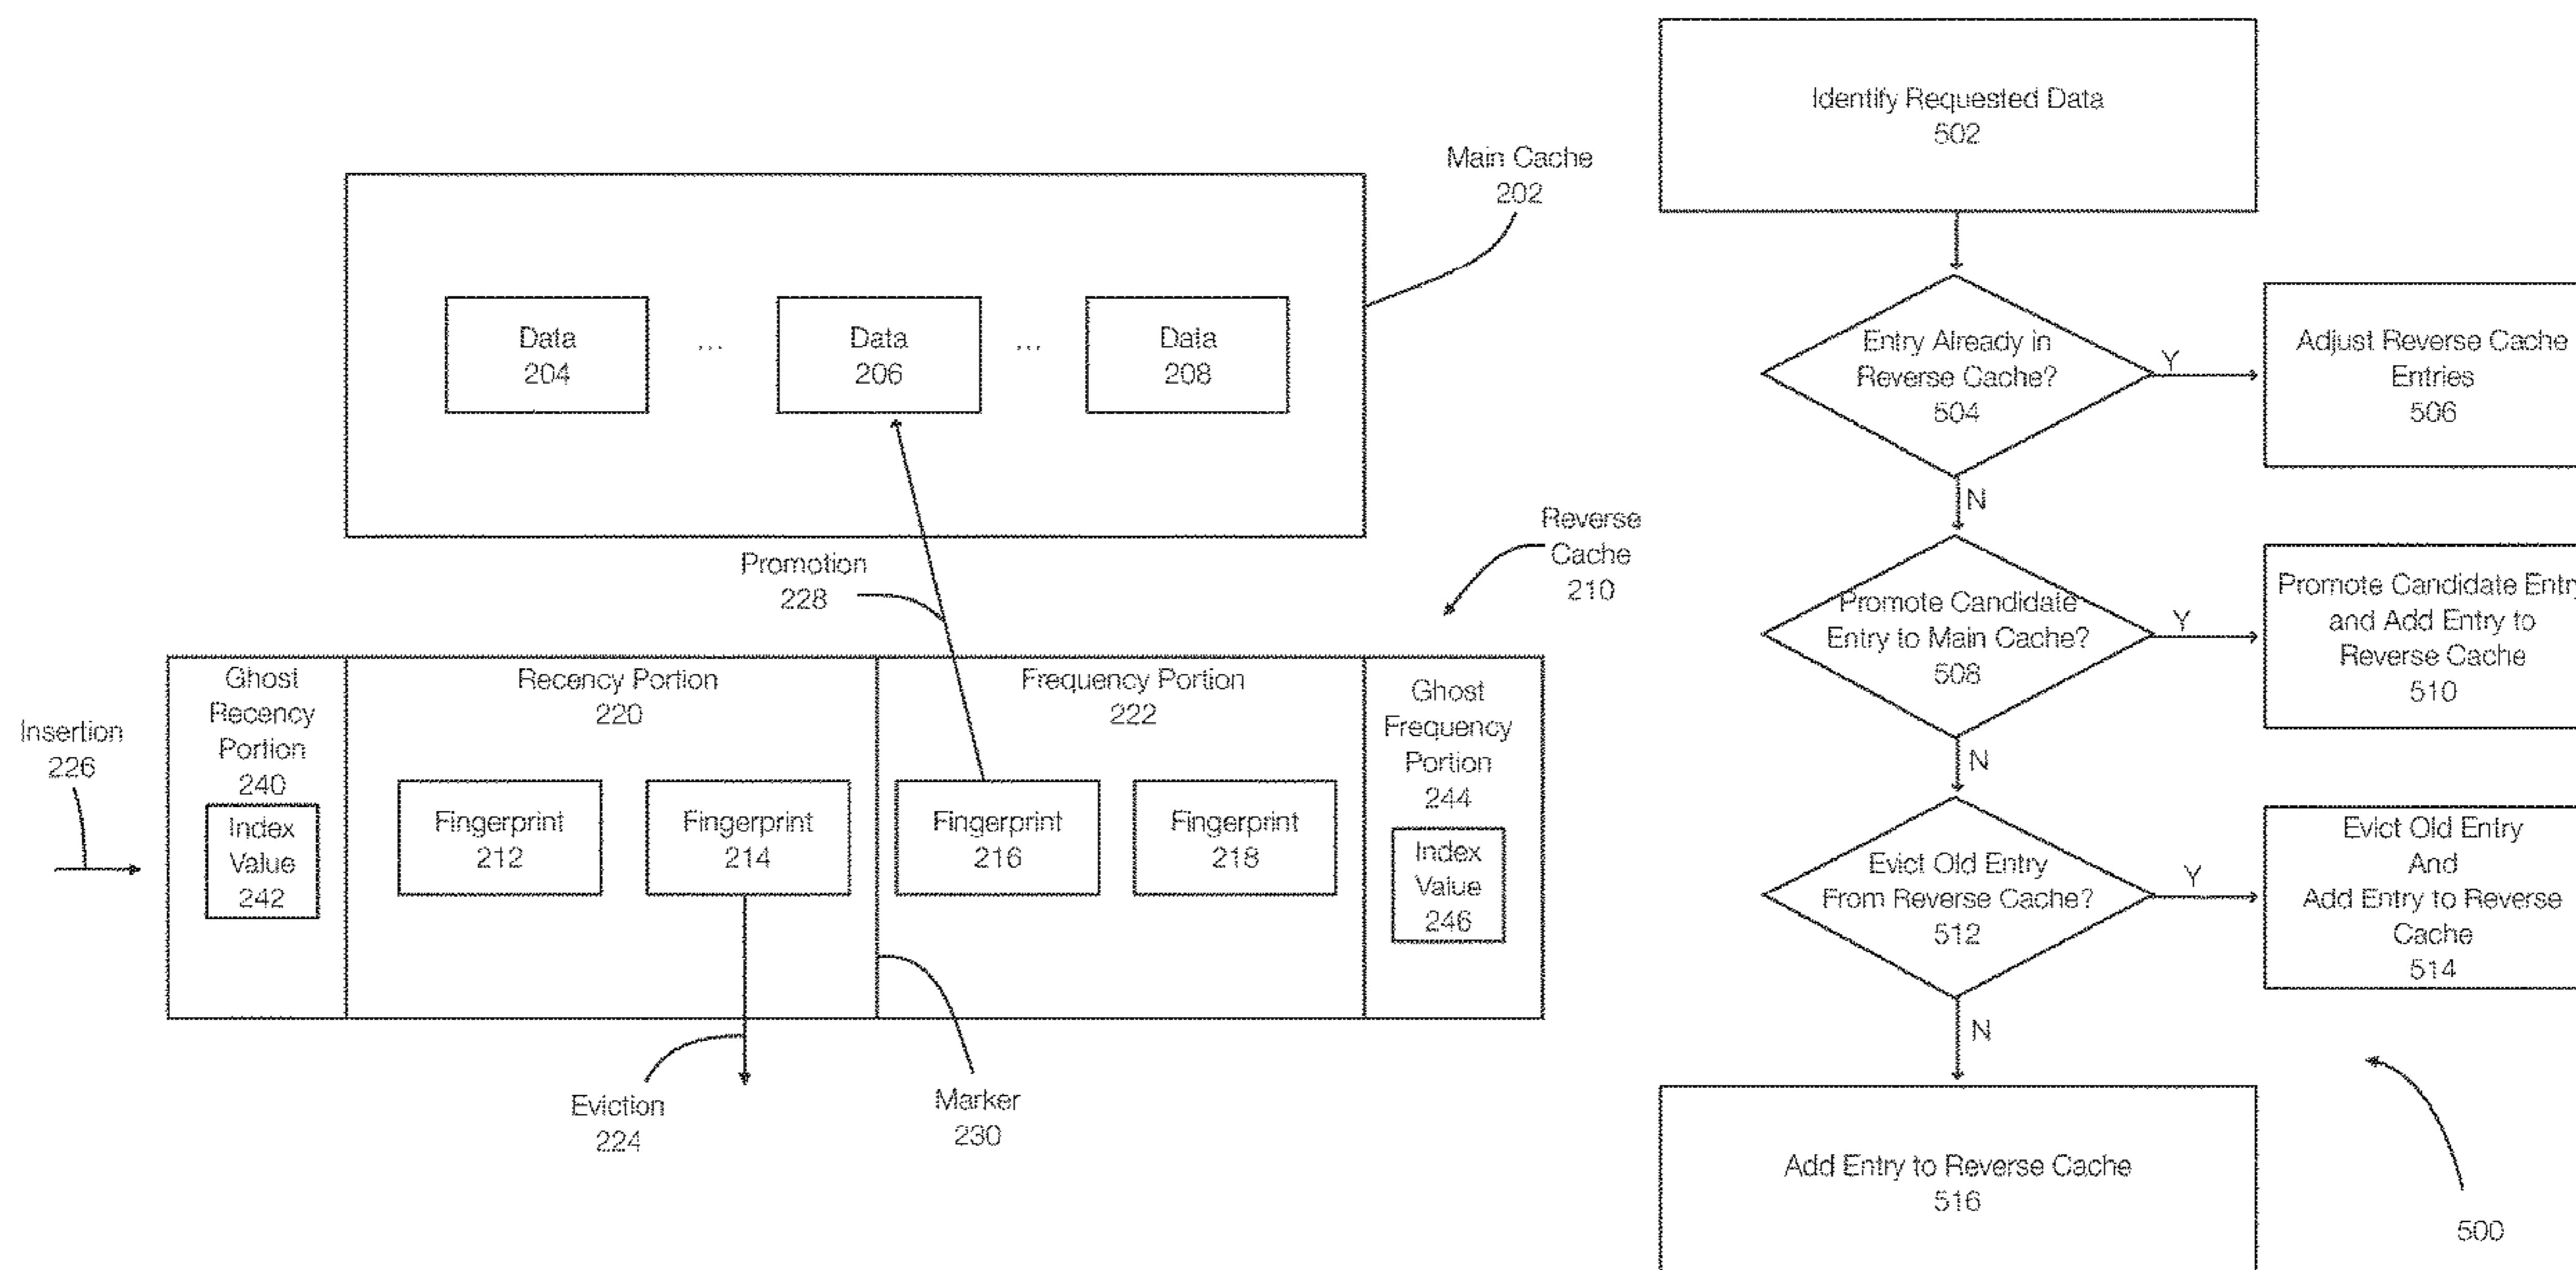 Main Cache
202
Data
204
...
Data
206
...
Data
208
Promotion
228
Reverse
Cache
210
Insertion
226
Ghost
Recency
Portion
240
Index
Value
242
Recency Portion
220
Fingerprint
212
Fingerprint
214
Frequency Portion
222
Fingerprint
216
Fingerprint
218
Ghost
Frequency
Portion
244
Index
Value
246
Eviction
224
Marker
230
Identify Requested Data
502
Entry Already in
Reverse Cache?
504
Y
Adjust Reverse Cache
Entries
506
N
Promote Candidate
Entry to Main Cache?
508
Y
Promote Candidate Entry
and Add Entry to
Reverse Cache
510
N
Evict Old Entry
From Reverse Cache?
512
Y
Evict Old Entry
And
Add Entry to Reverse
Cache
514
N
Add Entry to Reverse Cache
516
500